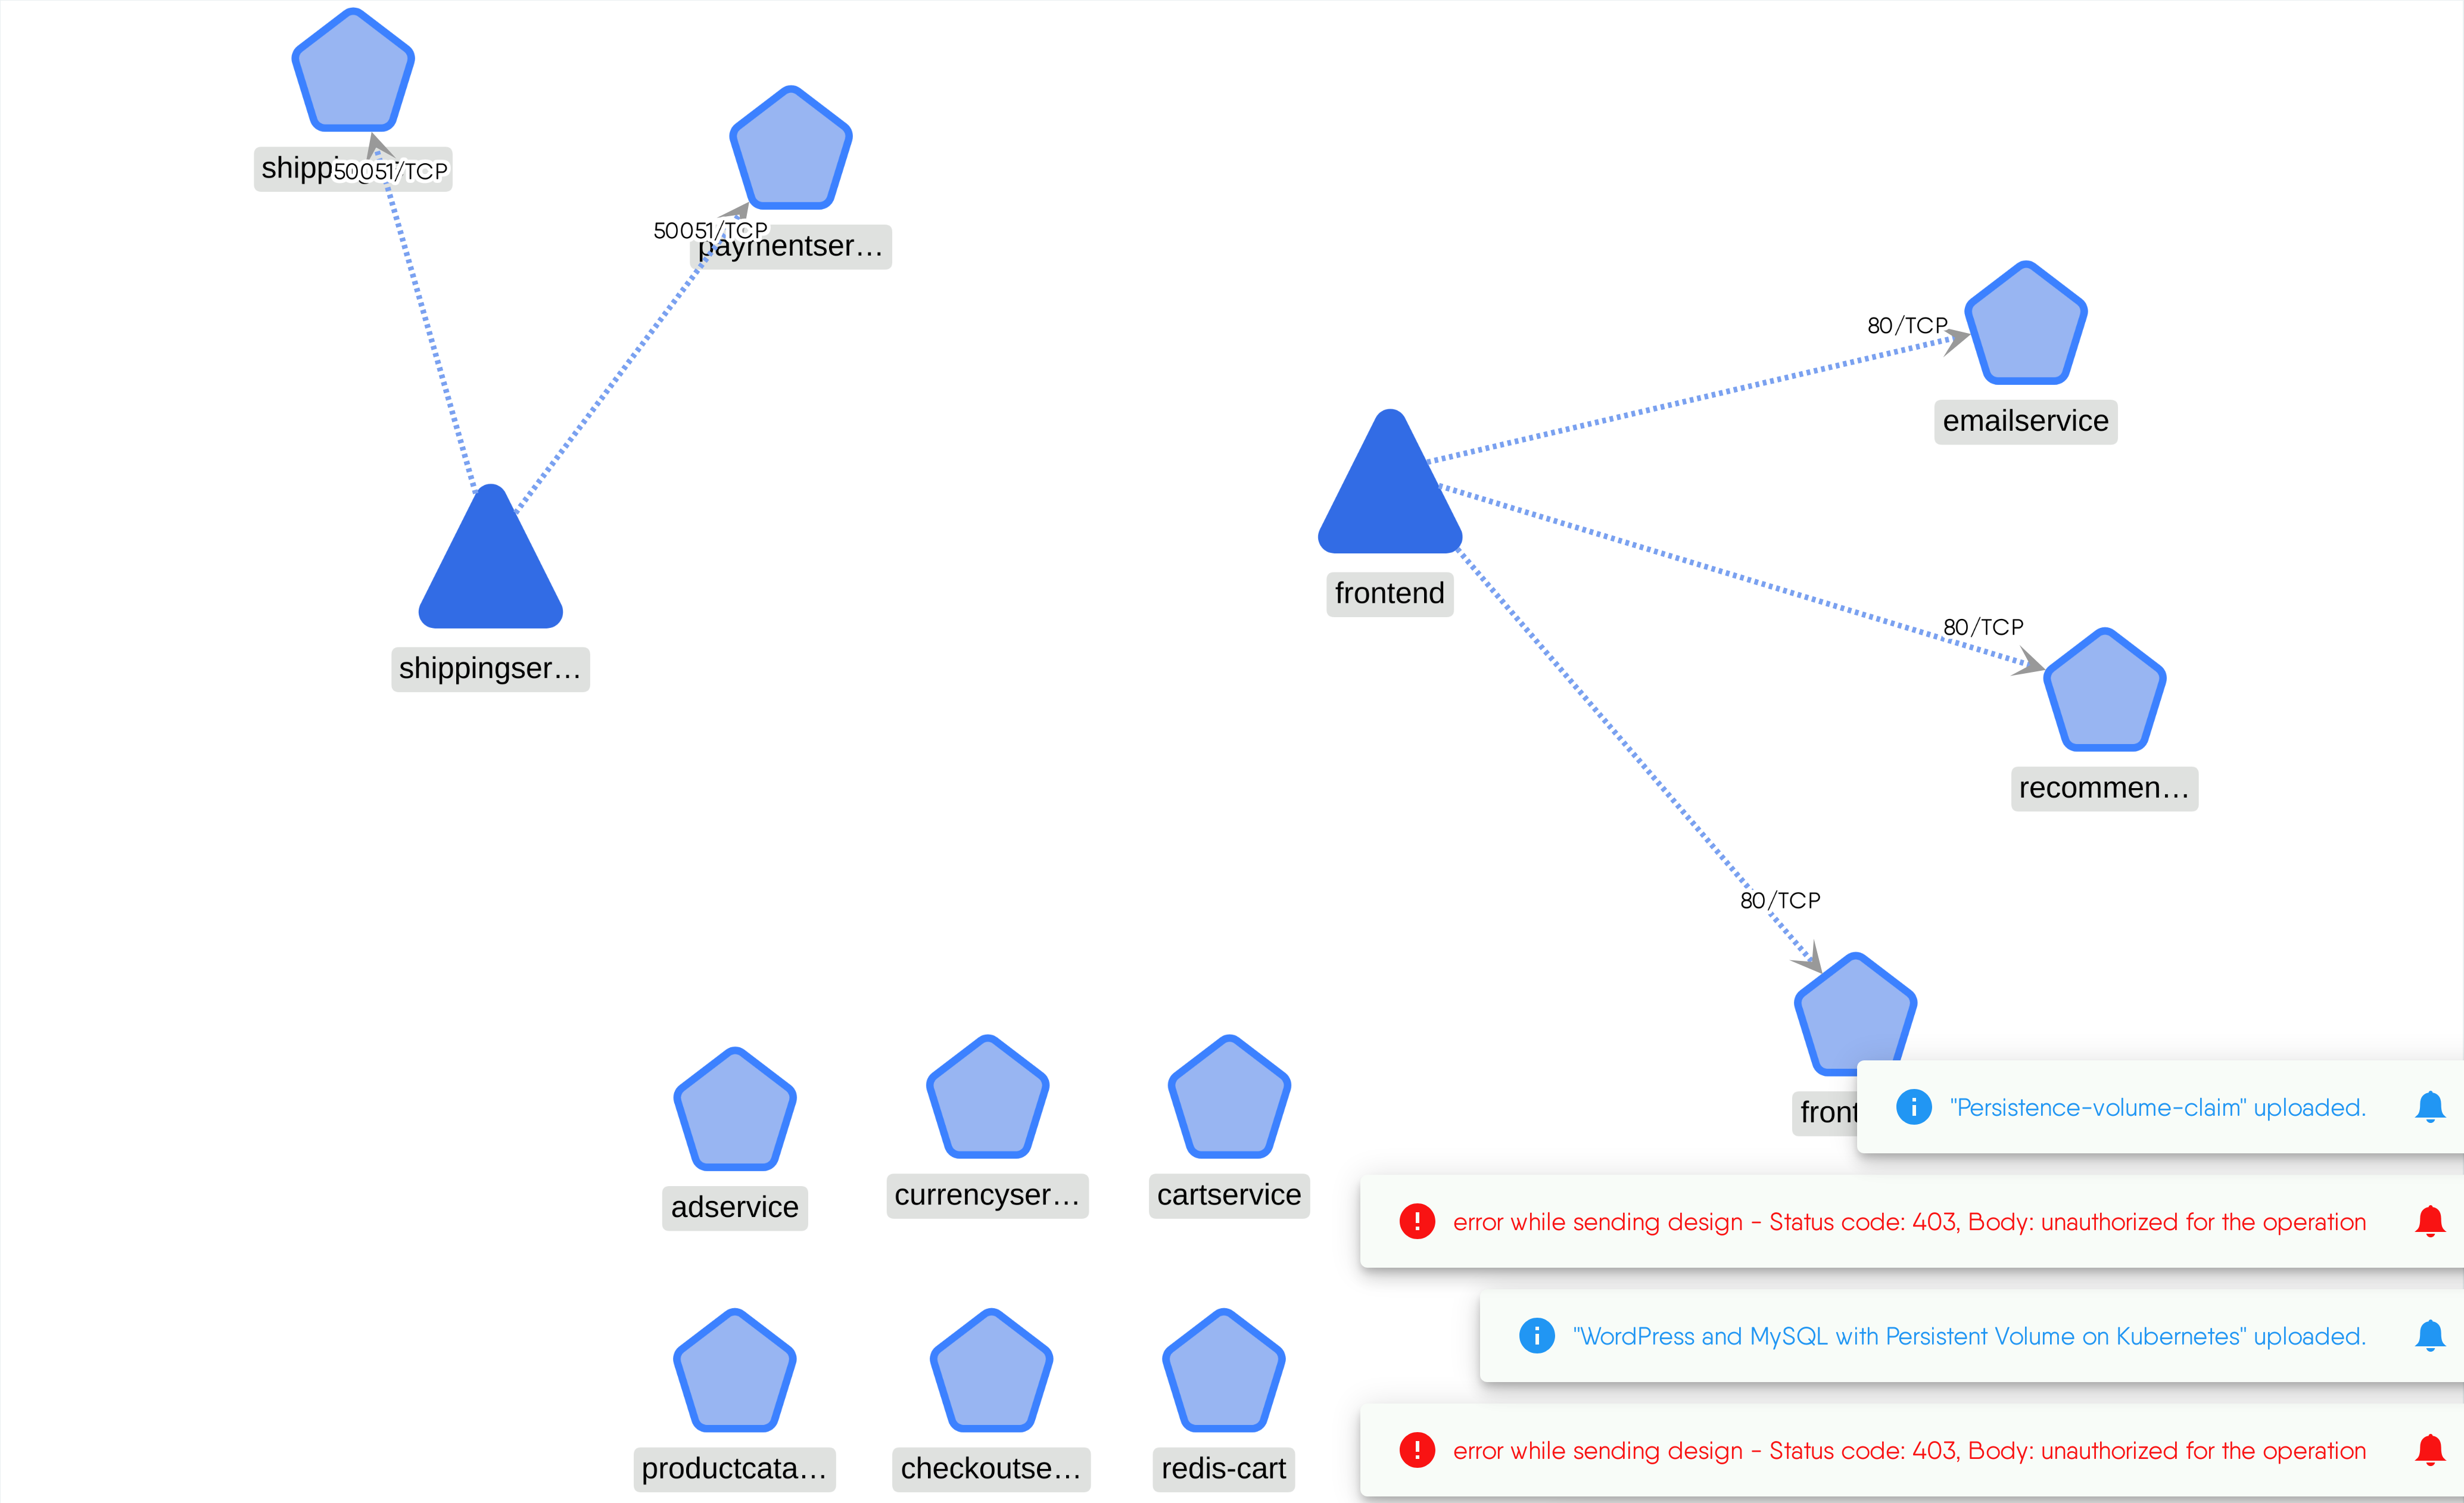 50051/TCP
50051/TCP
paymentser…
80/TCP
emailservice
frontend
80/TCP
shippingser…
recommen…
80/TCP
"Persistence-volume-claim" uploaded.
adservice
currencyser…
cartservice
error while sending design - Status code: 403, Body: unauthorized for the operation
"WordPress and MySQL with Persistent Volume on Kubernetes" uploaded.
productcata…
checkoutse…
redis-cart
error while sending design - Status code: 403, Body: unauthorized for the operation